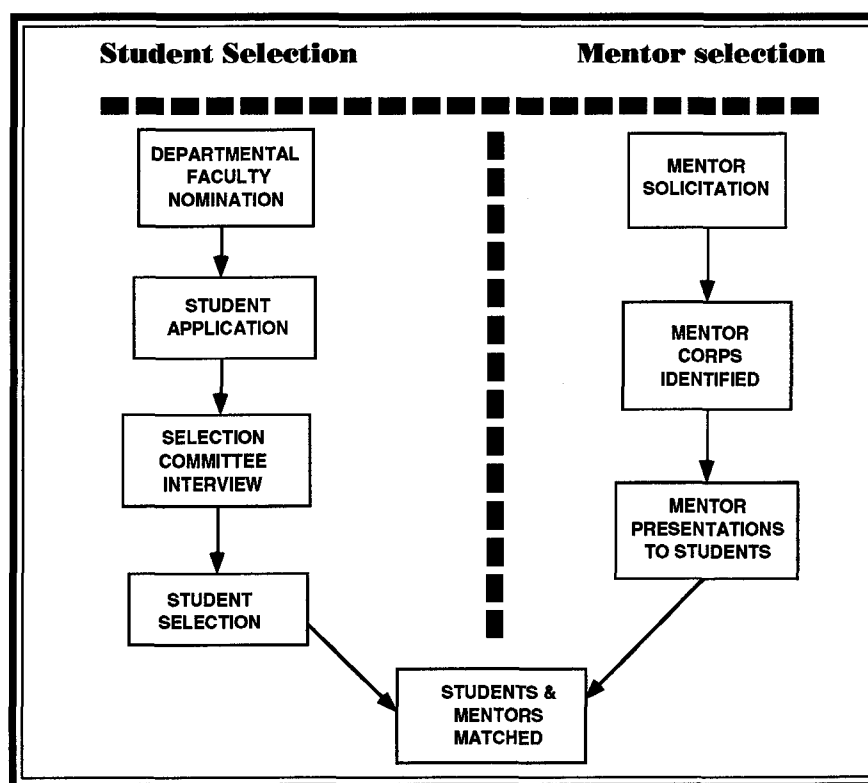 Student Selection
Mentor selection
DEPARTMENTAL
FACULTY
NOMINATION
STUDENT
APPLICATION
SELECTION
COMMITTEE
INTERVIEW
STUDENT
SELECTION
MENTOR
SOLICITATION
MENTOR
CORPS
IDENTIFIED
MENTOR
PRESENTATIONS
TO STUDENTS
STUDENTS &
MENTORS
MATCHED